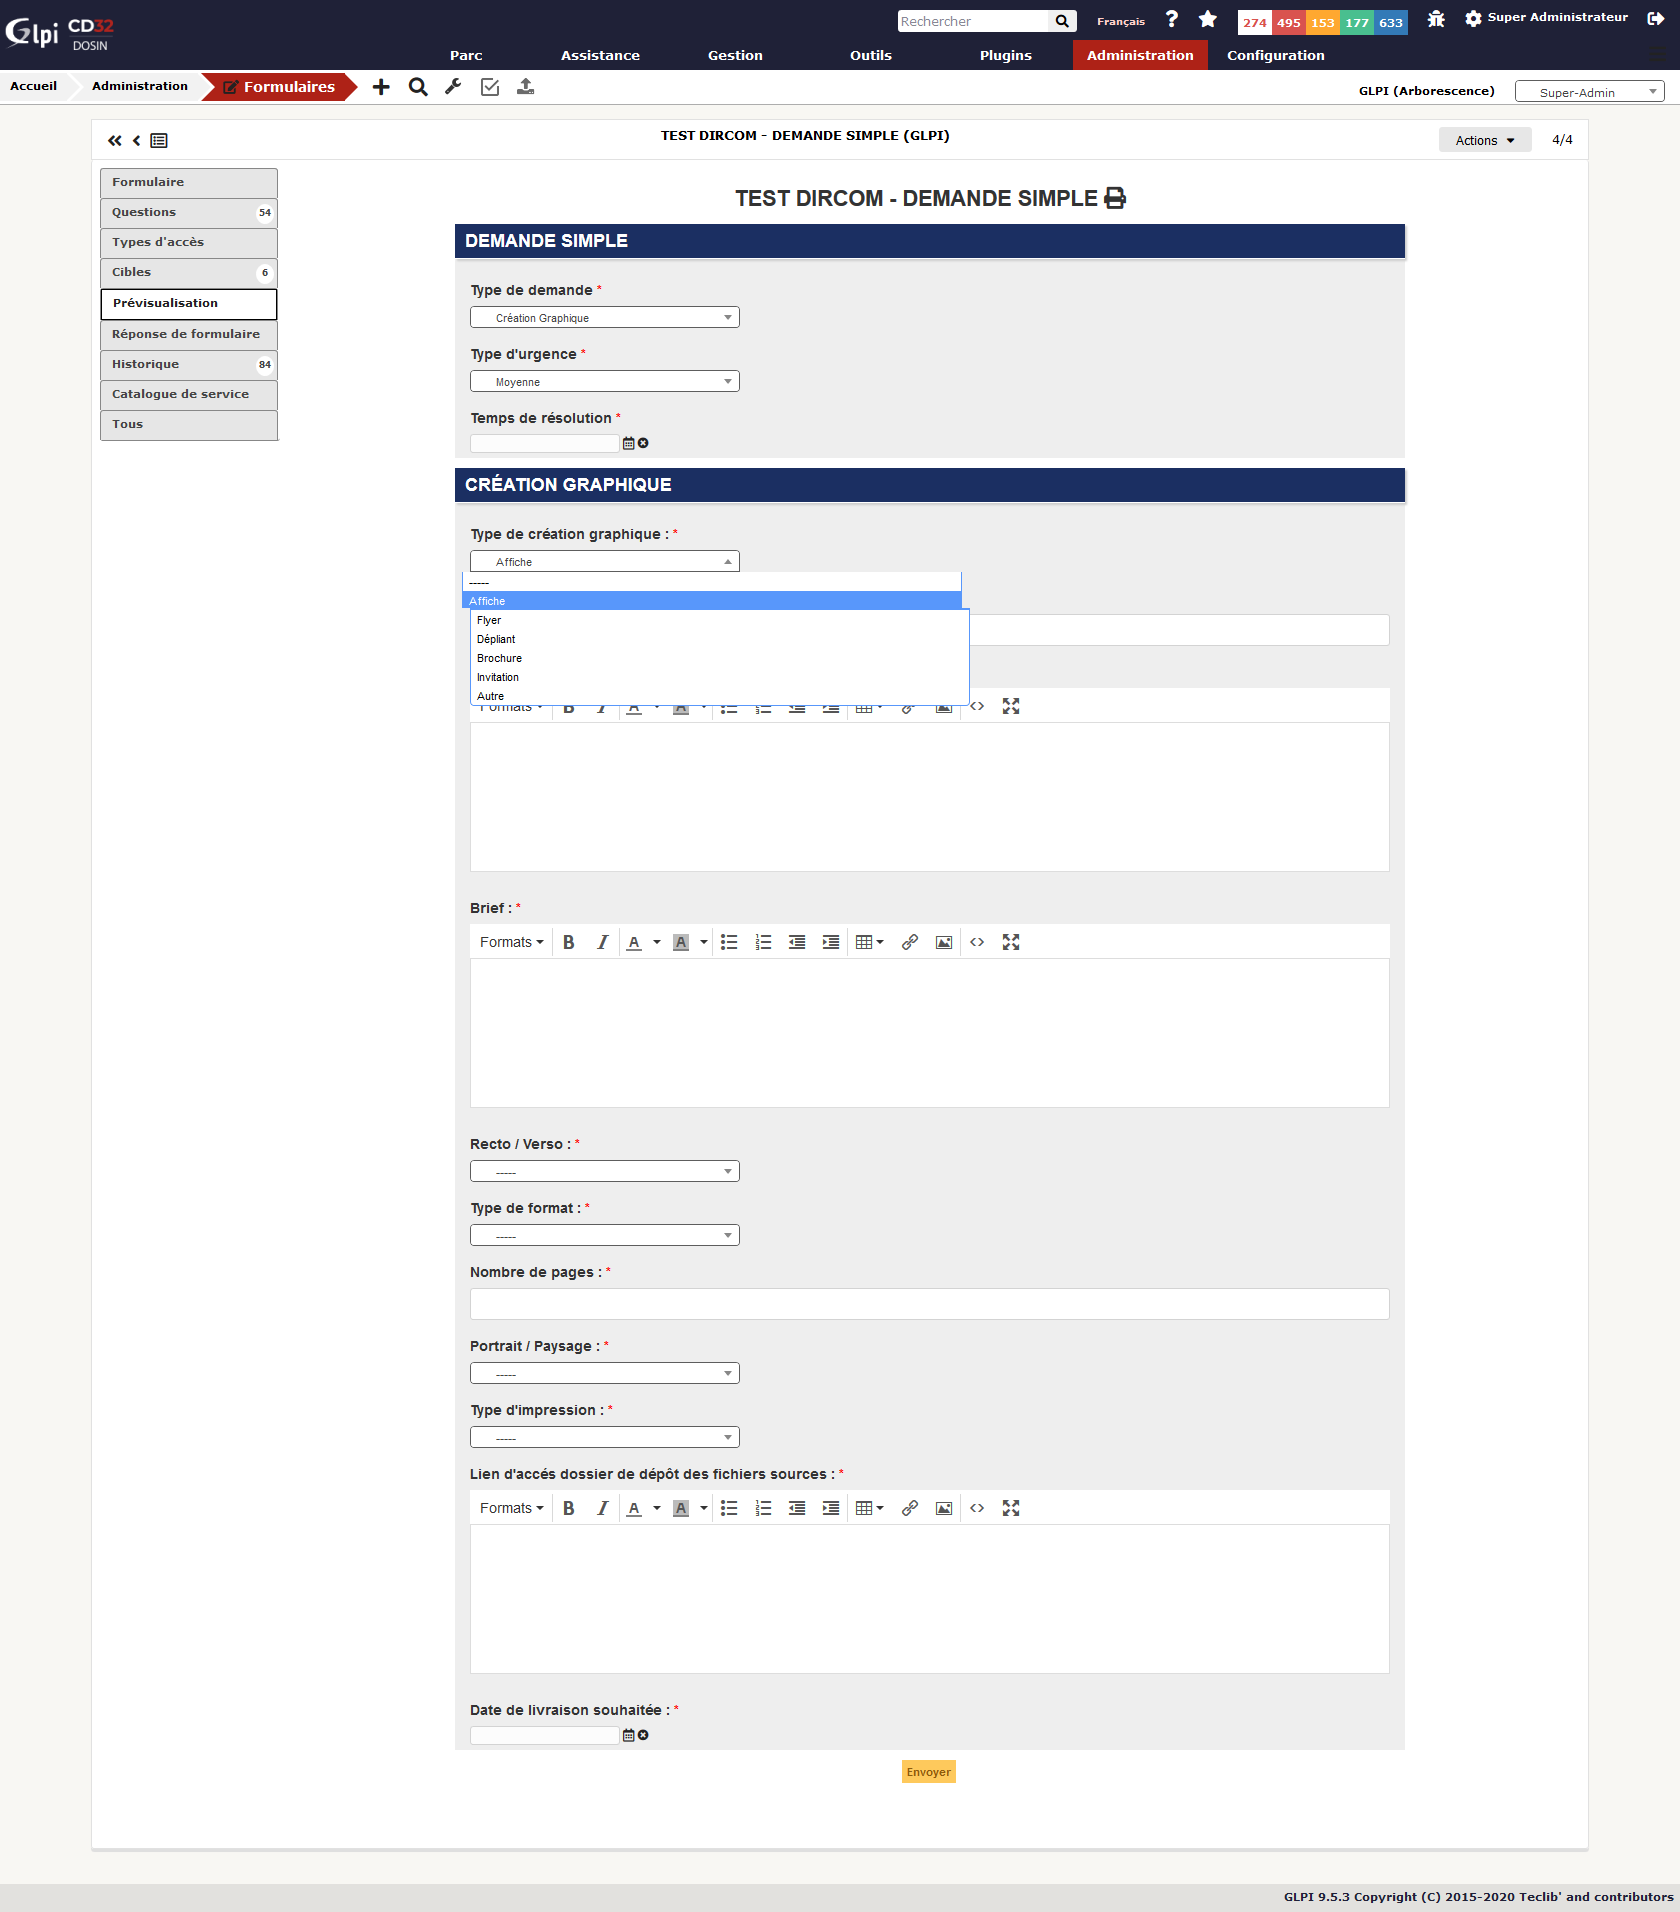 Glpi CD32
DOSIN
Rechercher
Français
274 495 153 177 633
Super Administrateur
Parc Assistance Gestion Outils Plugins Administration Configuration
Accueil Administration Formulaires
GLPI (Arborescence)
Super-Admin
TEST DIRCOM - DEMANDE SIMPLE (GLPI)
Actions
4/4
Formulaire
Questions 54
Types d'accès
Cibles 6
Prévisualisation
Réponse de formulaire
Historique 84
Catalogue de service
Tous
TEST DIRCOM - DEMANDE SIMPLE
DEMANDE SIMPLE
Type de demande *
Création Graphique
Type d'urgence *
Moyenne
Temps de résolution *
CRÉATION GRAPHIQUE
Type de création graphique : *
Affiche
-----
Affiche
Flyer
Dépliant
Brochure
Invitation
Autre
Formats B I A A
Brief : *
Formats B I A A
Recto / Verso : *
-----
Type de format : *
-----
Nombre de pages : *
Portrait / Paysage : *
-----
Type d'impression : *
-----
Lien d'accés dossier de dépôt des fichiers sources : *
Formats B I A A
Date de livraison souhaitée : *
Envoyer
GLPI 9.5.3 Copyright (C) 2015-2020 Teclib' and contributors